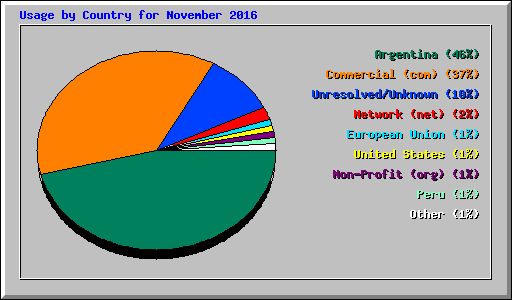 Usage by Country for November 2016
Argentina (46%)
Commercial (com) (37%)
Unresolved/Unknown (10%)
Network (net) (2%)
European Union (1%)
United States (1%)
Non-Profit (org) (1%)
Peru (1%)
Other (1%)